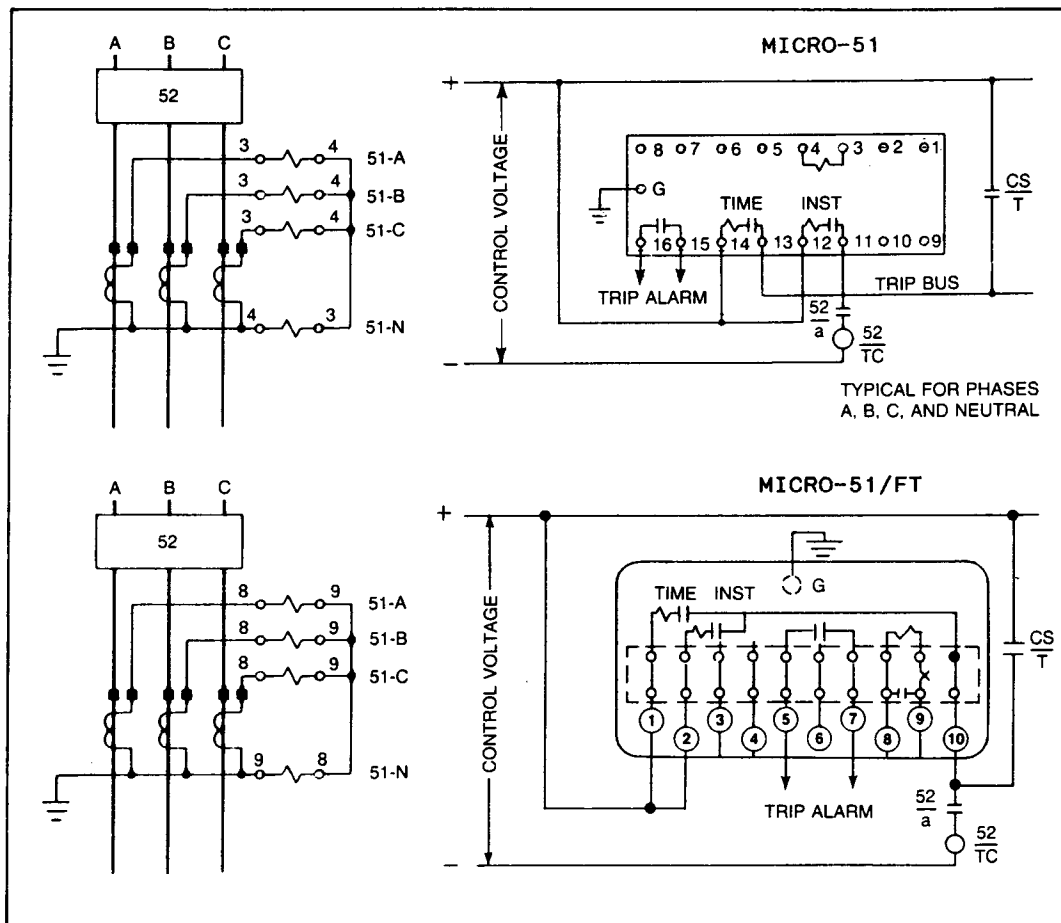 MICRO-51
A B C
52
3 4 51-A
3 4 51-B
3 4 51-C
4 3 51-N
+
CONTROL VOLTAGE
8 7 6 5 4 3 2 1
G
TIME INST
16 15 14 13 12 11 10 9
TRIP ALARM
TRIP BUS
CS
T
52
a
52
TC
−
TYPICAL FOR PHASES
A, B, C, AND NEUTRAL
MICRO-51/FT
A B C
52
8 9 51-A
8 9 51-B
8 9 51-C
9 8 51-N
+
CONTROL VOLTAGE
G
TIME INST
CS
T
1 2 3 4 5 6 7 8 9 10
TRIP ALARM
52
a
52
TC
−